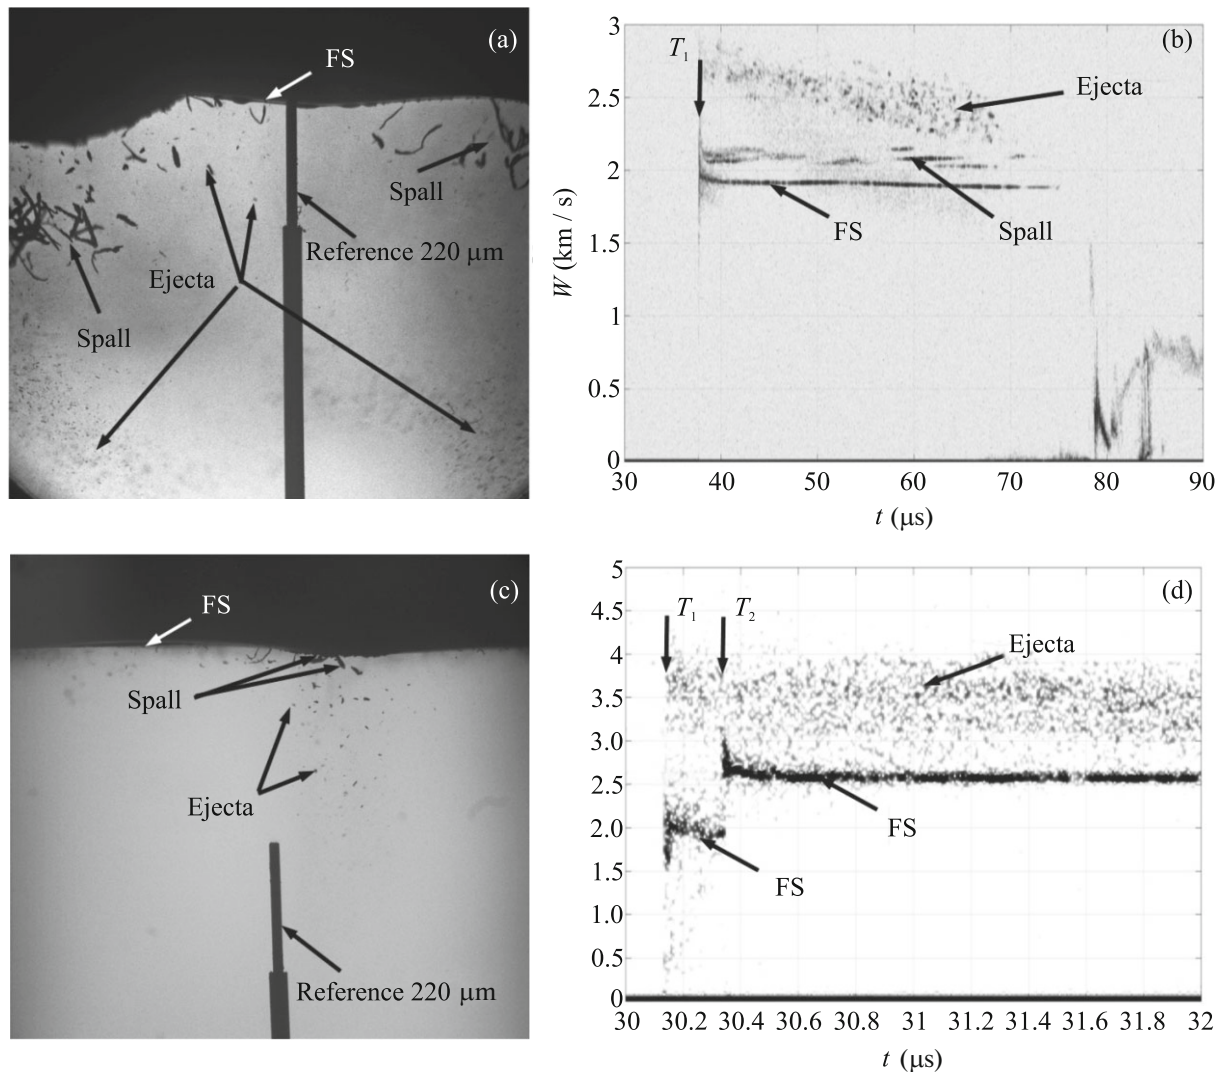 (a)
FS
Spall
Reference 220 μm
Ejecta
Spall
(b)
W (km / s)
3
2.5
2
1.5
1
0.5
0
T1
Ejecta
FS
Spall
30 40 50 60 70 80 90
t (μs)
(c)
FS
Spall
Ejecta
Reference 220 μm
(d)
5
4.5
4
3.5
3.0
2.5
2.0
1.5
1.0
0.5
0
T1 T2
Ejecta
FS
FS
30 30.2 30.4 30.6 30.8 31 31.2 31.4 31.6 31.8 32
t (μs)